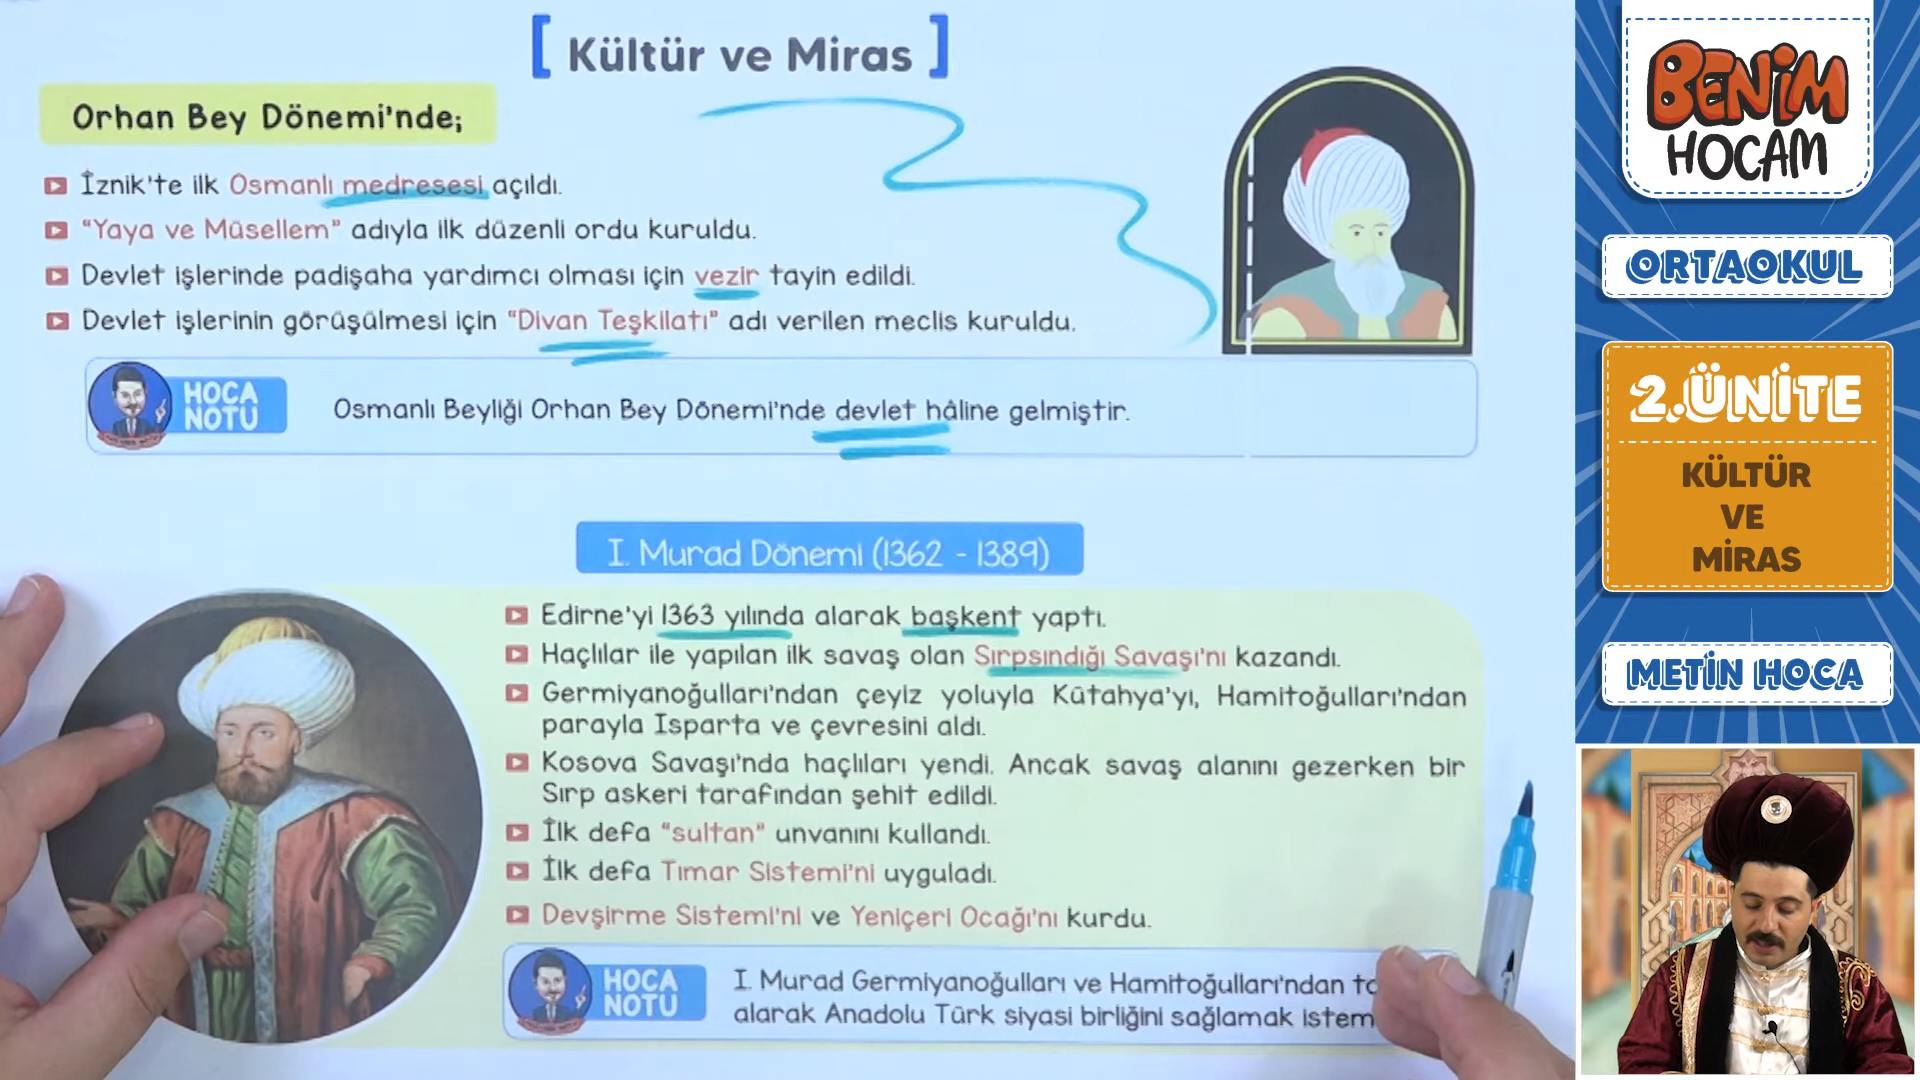 [ Kültür ve Miras ]
Orhan Bey Dönemi'nde;
İznik'te ilk Osmanlı medresesi açıldı.
"Yaya ve Müsellem" adıyla ilk düzenli ordu kuruldu.
Devlet işlerinde padişaha yardımcı olması için vezir tayin edildi.
Devlet işlerinin görüşülmesi için "Divan Teşkilatı" adı verilen meclis kuruldu.
HOCA
NOTU
Osmanlı Beyliği Orhan Bey Dönemi'nde devlet hâline gelmiştir.
I. Murad Dönemi (1362 - 1389)
Edirne'yi 1363 yılında alarak başkent yaptı.
Haçlılar ile yapılan ilk savaş olan Sırpsındığı Savaşı'nı kazandı.
Germiyanoğulları'ndan çeyiz yoluyla Kütahya'yı, Hamitoğulları'ndan
parayla Isparta ve çevresini aldı.
Kosova Savaşı'nda haçlıları yendi. Ancak savaş alanını gezerken bir
Sırp askeri tarafından şehit edildi.
İlk defa "sultan" unvanını kullandı.
İlk defa Tımar Sistemi'ni uyguladı.
Devşirme Sistemi'ni ve Yeniçeri Ocağı'nı kurdu.
HOCA
NOTU
I. Murad Germiyanoğulları ve Hamitoğulları'ndan
alarak Anadolu Türk siyasi birliğini sağlamak
BENİM
HOCAM
ORTAOKUL
2.ÜNİTE
KÜLTÜR
VE
MİRAS
METİN HOCA